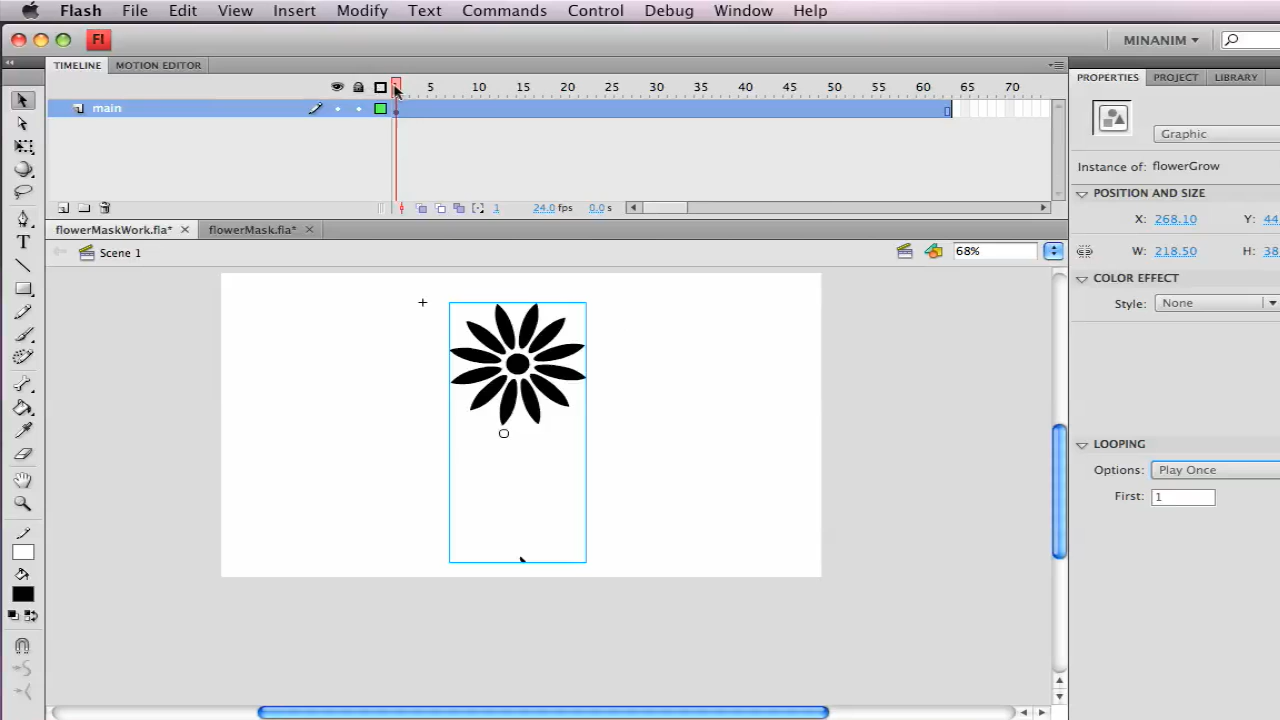 Flash File Edit View Insert Modify Text Commands Control Debug Window Help
Fl MINANIM
TIMELINE MOTION EDITOR
PROPERTIES PROJECT LIBRARY
5 10 15 20 25 30 35 40 45 50 55 60 65 70
main
Graphic
Instance of: flowerGrow
POSITION AND SIZE
1 24.0 fps 0.0 s
X: 268.10 Y: 44
flowerMaskWork.fla* flowerMask.fla*
Scene 1 68%
W: 218.50 H: 38
COLOR EFFECT
Style: None
T
LOOPING
Options: Play Once
First: 1